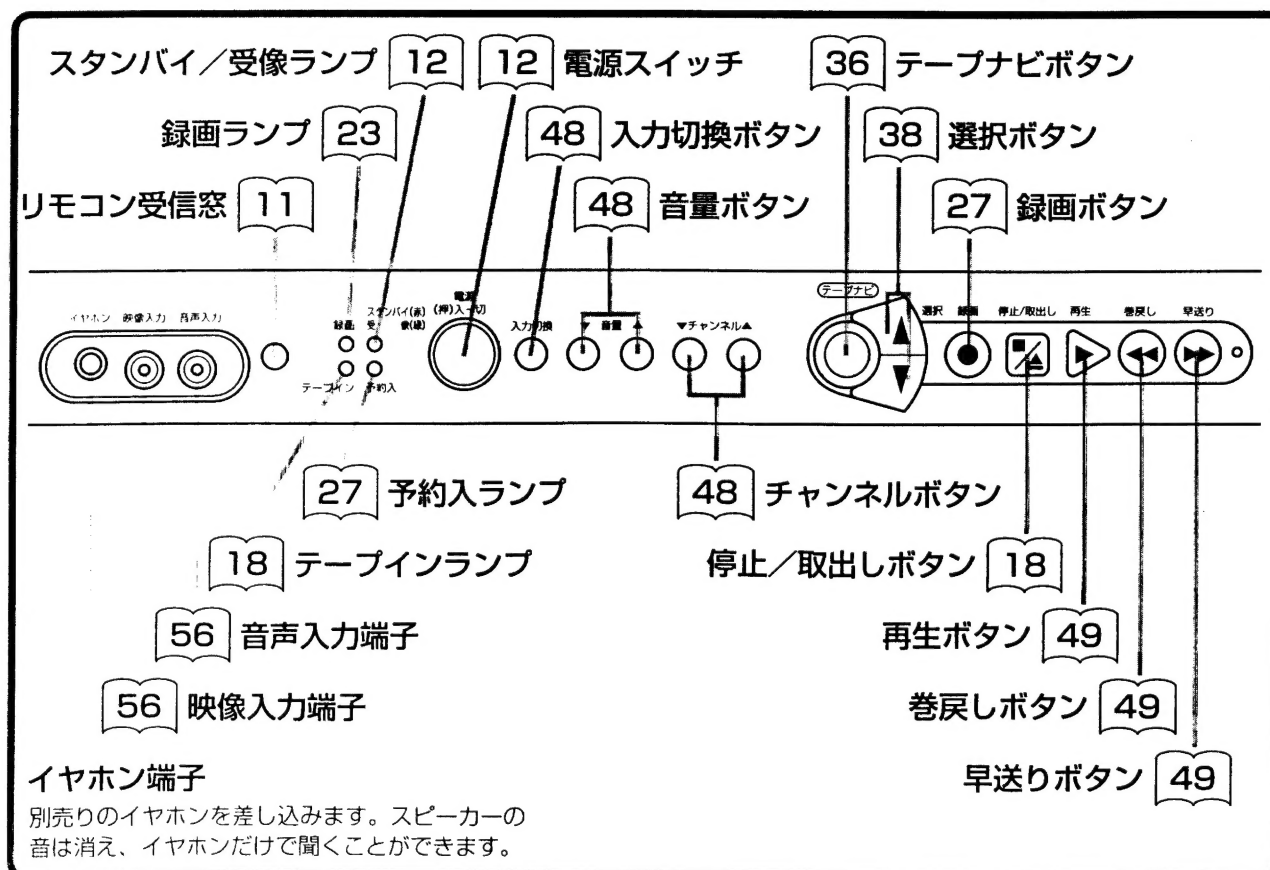 スタンバイ／受像ランプ 12 12 電源スイッチ 36 テープナビボタン
録画ランプ 23 48 入力切換ボタン 38 選択ボタン
リモコン受信窓 11 48 音量ボタン 27 録画ボタン
テープナビ
電源
イヤホン 映像入力 音声入力 録画 スタンバイ(赤) 受像(緑) (押)入-切 入力切換 ▼ 音量 ▲ ▼チャンネル▲ 選択 録画 停止/取出し 再生 巻戻し 早送り
テープイン 予約入
27 予約入ランプ 48 チャンネルボタン
18 テープインランプ 停止／取出しボタン 18
56 音声入力端子 再生ボタン 49
56 映像入力端子 巻戻しボタン 49
イヤホン端子 早送りボタン 49
別売りのイヤホンを差し込みます。スピーカーの
音は消え、イヤホンだけで聞くことができます。